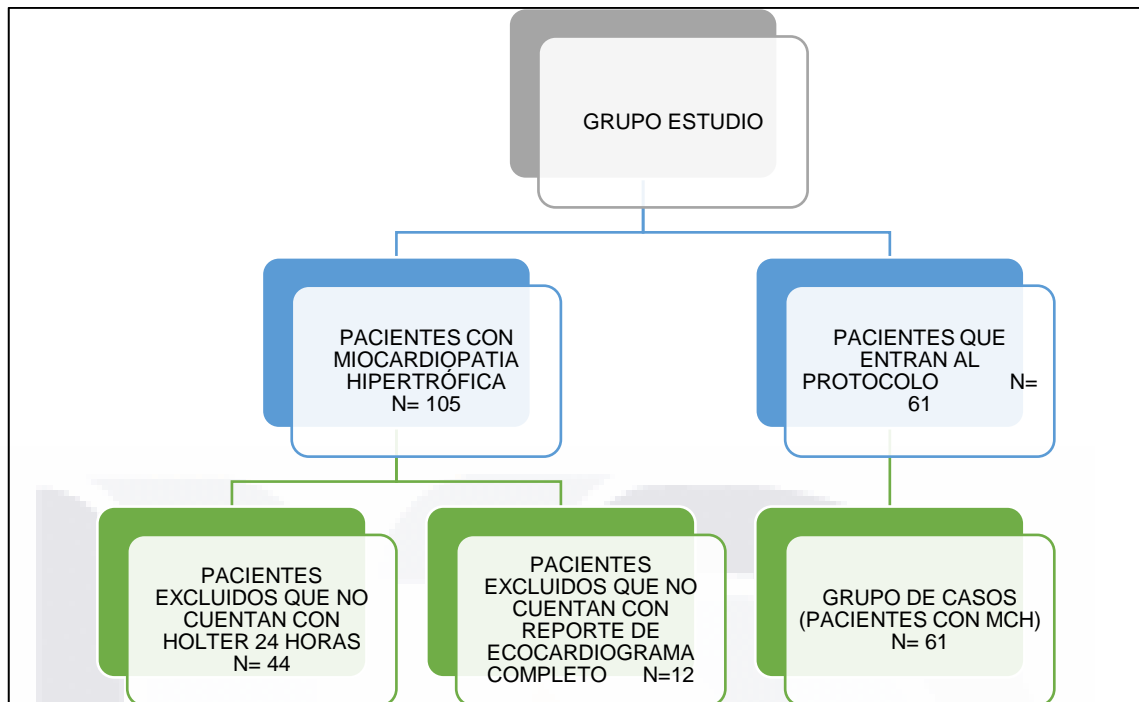 GRUPO ESTUDIO
PACIENTES CON
MIOCARDIOPATIA
HIPERTRÓFICA
N= 105
PACIENTES QUE
ENTRAN AL
PROTOCOLO N=
61
PACIENTES
EXCLUIDOS QUE NO
CUENTAN CON
HOLTER 24 HORAS
N= 44
PACIENTES
EXCLUIDOS QUE NO
CUENTAN CON
REPORTE DE
ECOCARDIOGRAMA
COMPLETO N=12
GRUPO DE CASOS
(PACIENTES CON MCH)
N= 61